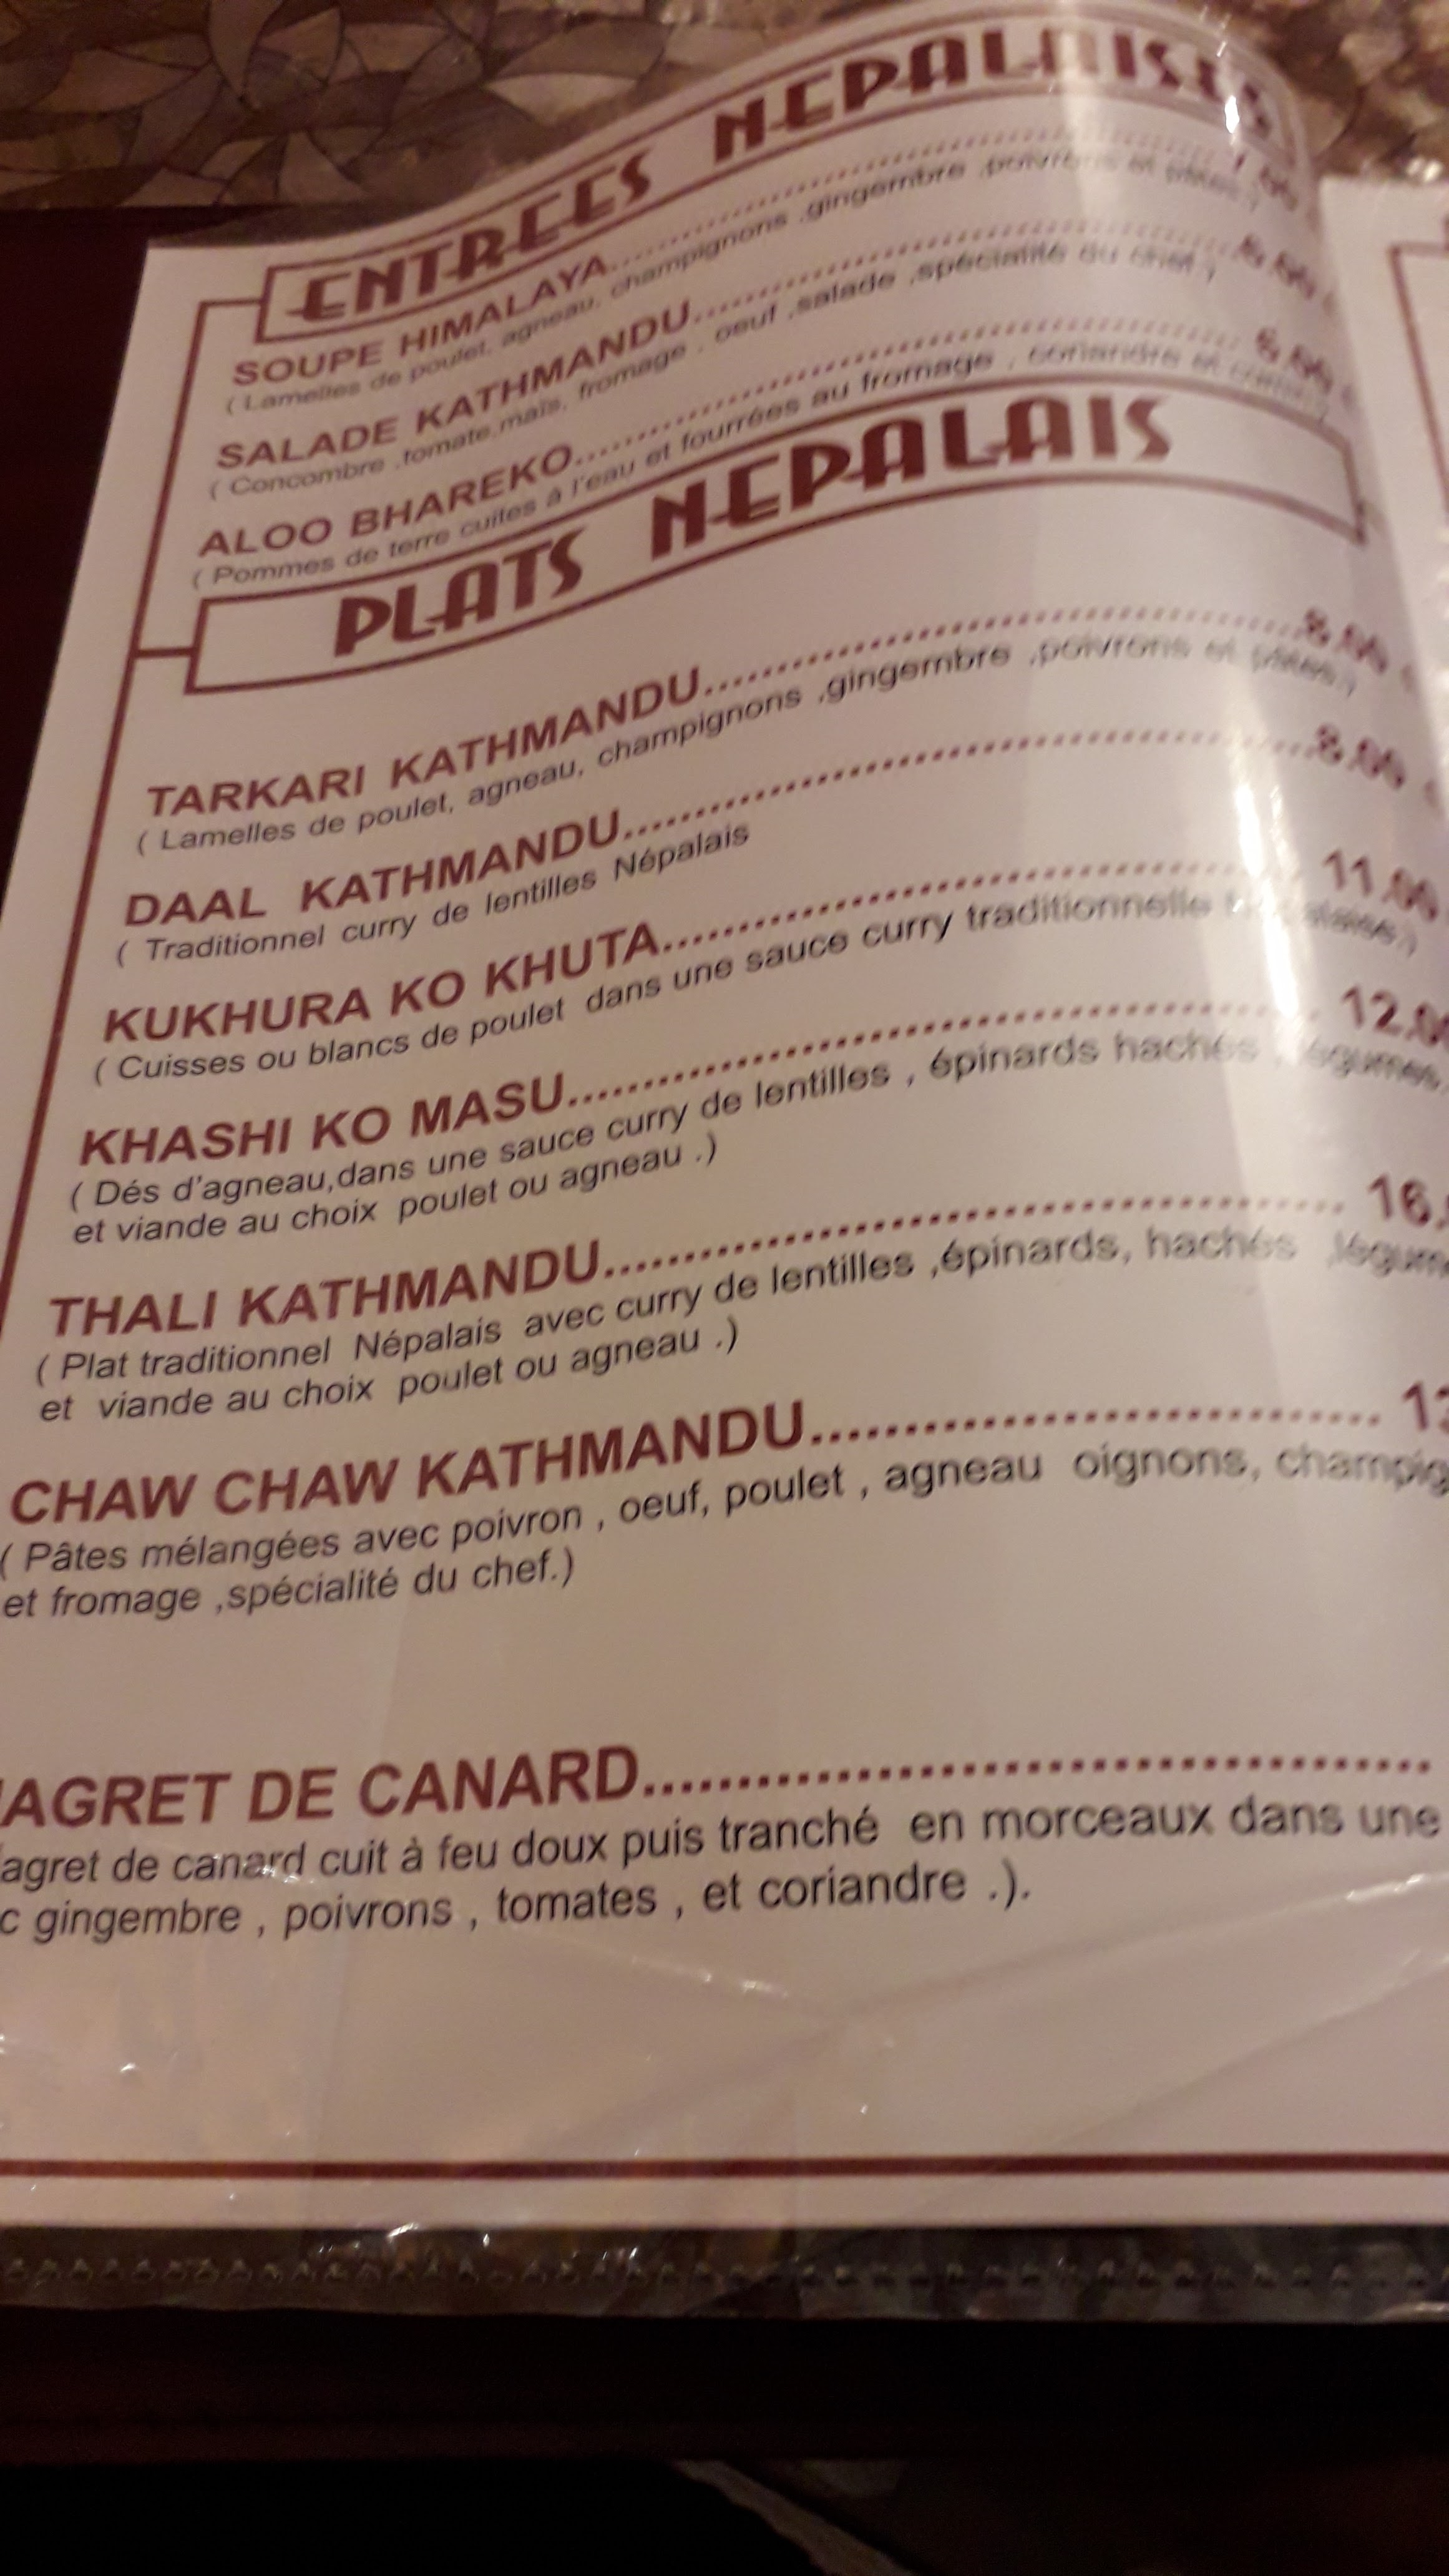 ENTREES NEPALAISES
SOUPE HIMALAYA
( Lamelles de poulet, agneau, champignons ,gingembre ,poivrons et pâtes.)
SALADE KATHMANDU
( Concombre ,tomate,maïs, fromage , oeuf ,salade ,spécialité du chef.)
ALOO BHAREKO
( Pommes de terre cuites à l'eau et fourrées au fromage , coriandre et
PLATS NEPALAIS
TARKARI KATHMANDU
( Lamelles de poulet, agneau, champignons ,gingembre ,poivrons et pâtes.)
DAAL KATHMANDU
( Traditionnel curry de lentilles Népalais
KUKHURA KO KHUTA 11,00
( Cuisses ou blancs de poulet dans une sauce curry traditionnelle
KHASHI KO MASU 12,00
( Dés d'agneau,dans une sauce curry de lentilles , épinards hachés , légumes,
et viande au choix poulet ou agneau .)
THALI KATHMANDU 16,
( Plat traditionnel Népalais avec curry de lentilles ,épinards, hachés ,légum
et viande au choix poulet ou agneau .)
CHAW CHAW KATHMANDU
( Pâtes mélangées avec poivron , oeuf, poulet , agneau oignons, champig
et fromage ,spécialité du chef.)
AGRET DE CANARD
agret de canard cuit à feu doux puis tranché en morceaux dans une
c gingembre , poivrons , tomates , et coriandre .).